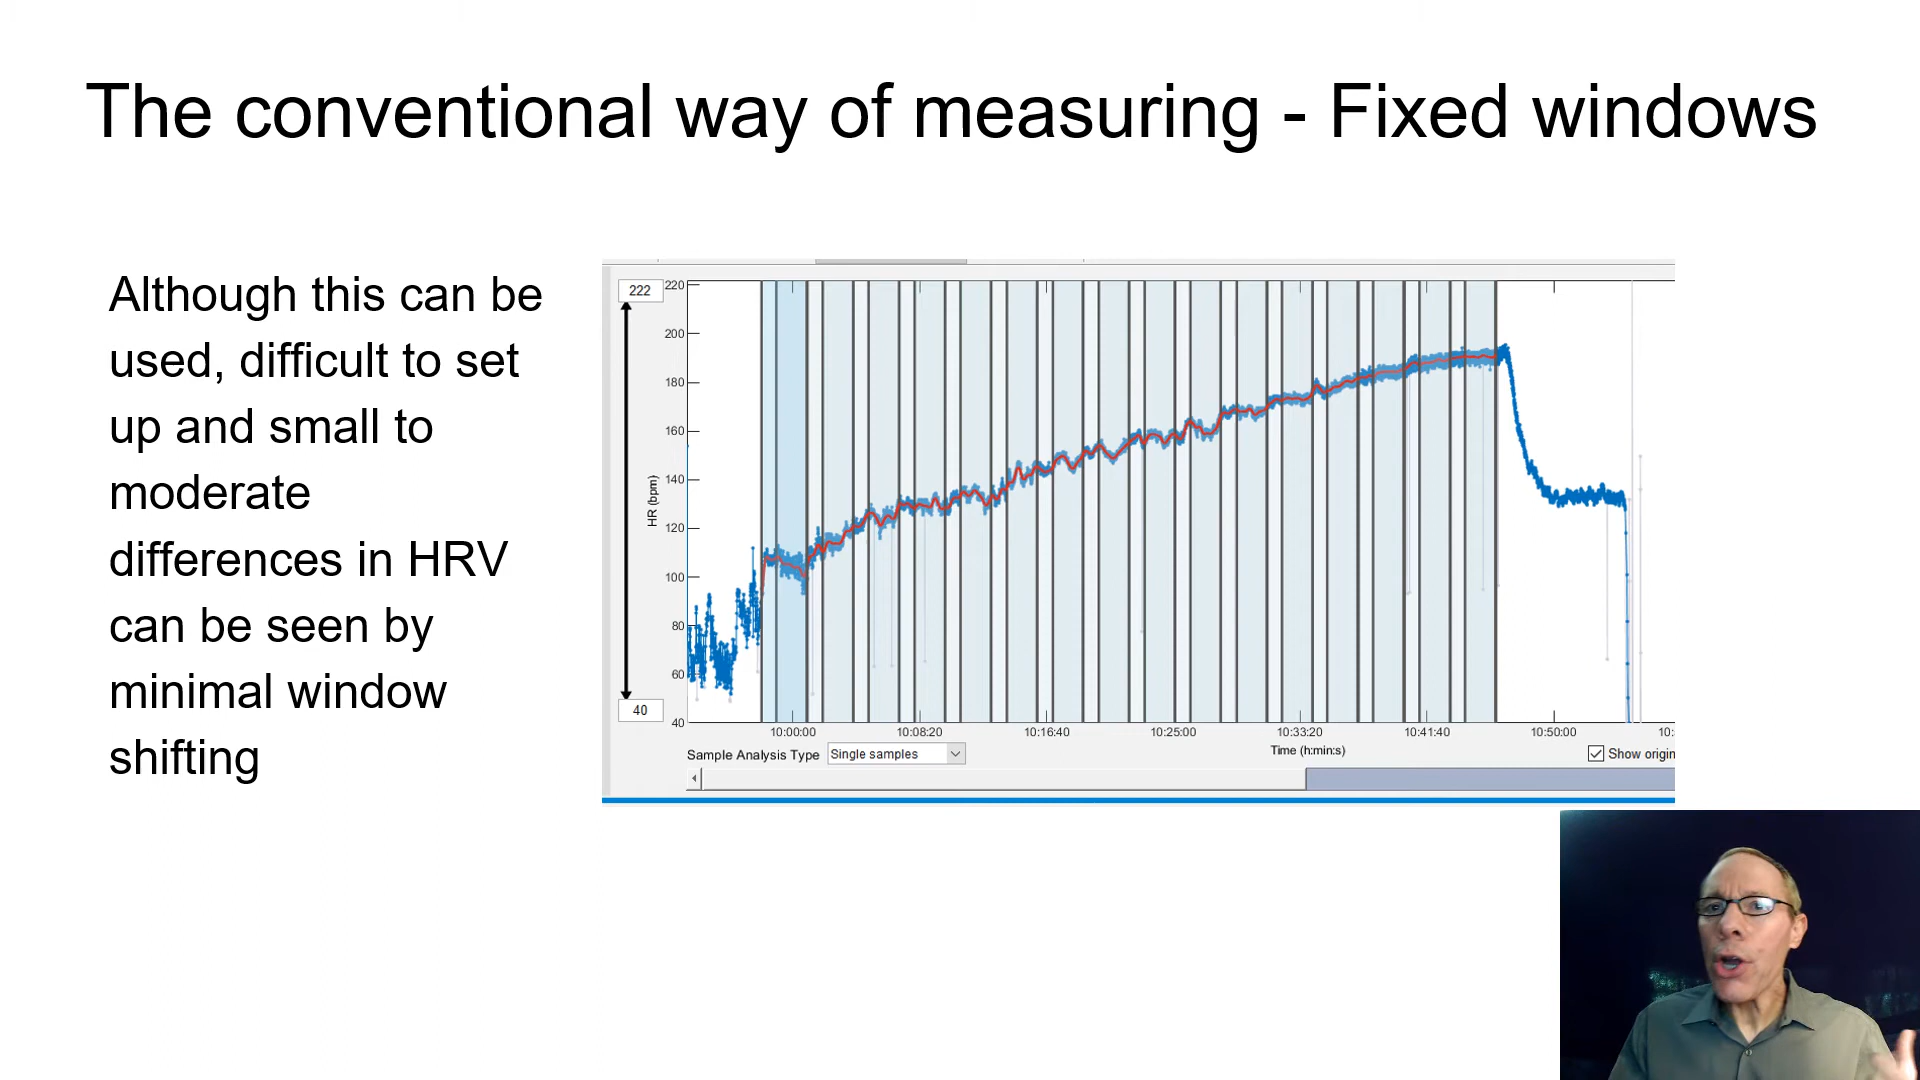 The conventional way of measuring - Fixed windows
Although this can be
used, difficult to set
up and small to
moderate
differences in HRV
can be seen by
minimal window
shifting
222
40
HR (bpm)
220
200
180
160
140
120
100
80
60
40
10:00:00 10:08:20 10:16:40 10:25:00 10:33:20 10:41:40 10:50:00
Time (h:min:s)
Sample Analysis Type Single samples
Show origin